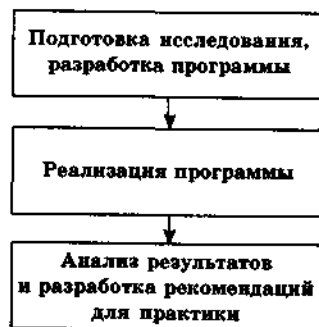 Подготовка исследования,
разработка программы
Реализация программы
Анализ результатов
и разработка рекомендаций
для практики